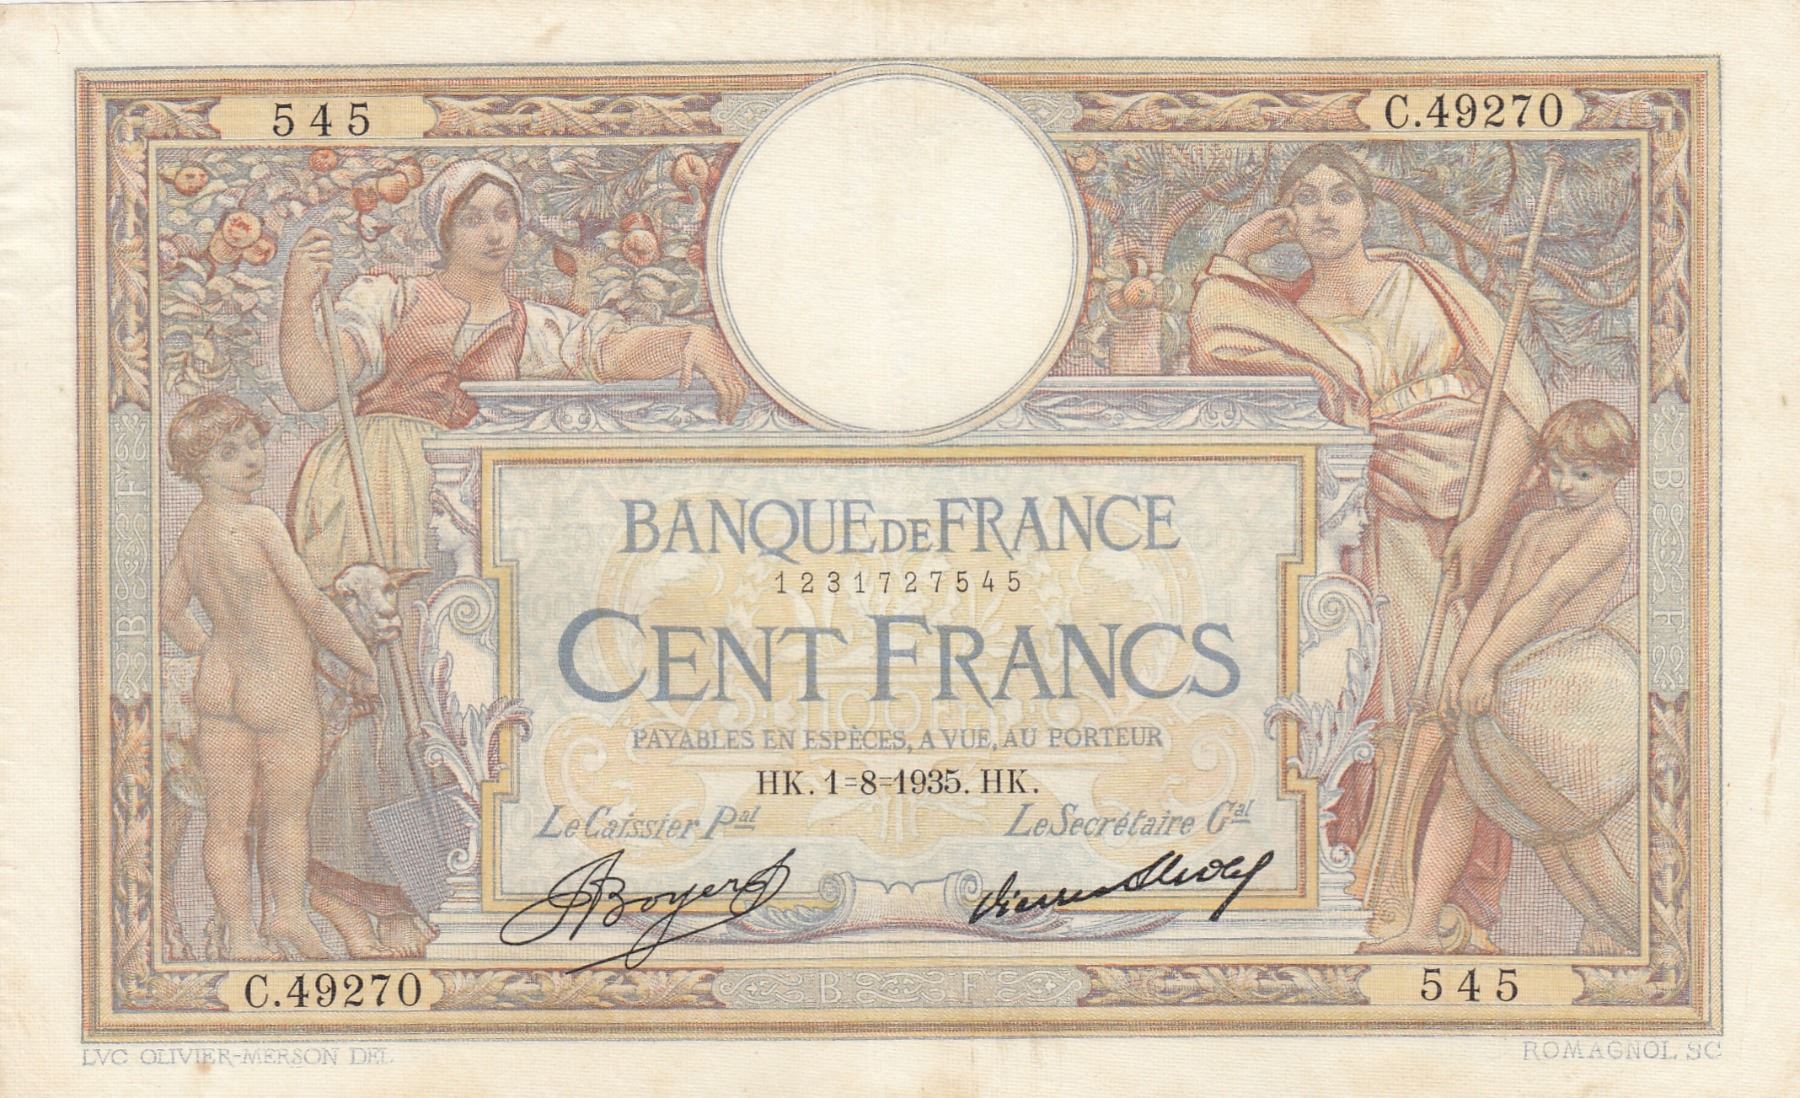 545
C.49270
BANQUE DE FRANCE
1231727545
CENT FRANCS
PAYABLES EN ESPÈCES, A VUE, AU PORTEUR
HK. 1=8=1935. HK.
Le Caissier Pal
Le Secrétaire Gal
Boyer
C.49270
B F
545
LVC OLIVIER-MERSON DEL
ROMAGNOL SC